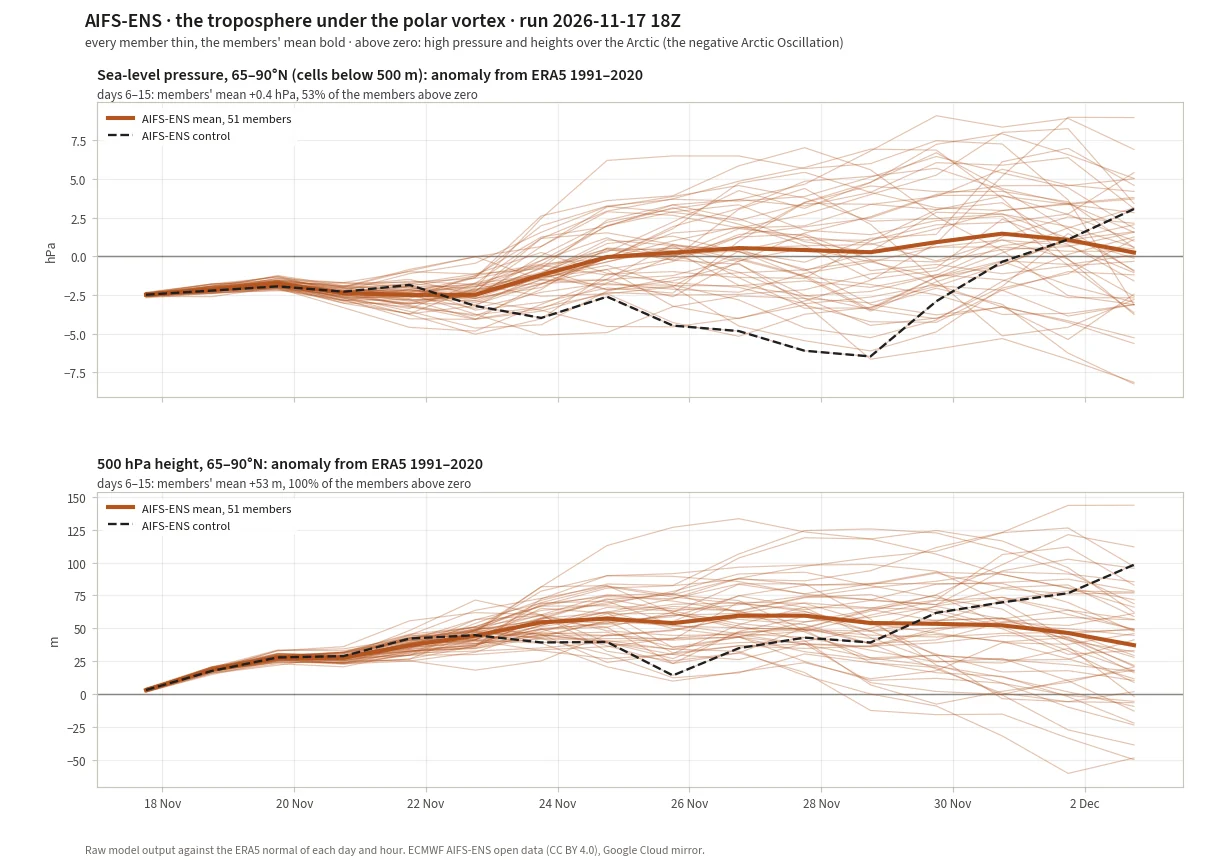 AIFS-ENS · the troposphere under the polar vortex · run 2026-11-17 18Z
every member thin, the members' mean bold · above zero: high pressure and heights over the Arctic (the negative Arctic Oscillation)
Sea-level pressure, 65–90°N (cells below 500 m): anomaly from ERA5 1991–2020
days 6–15: members' mean +0.4 hPa, 53% of the members above zero
AIFS-ENS mean, 51 members
AIFS-ENS control
7.5
5.0
2.5
0.0
−2.5
−5.0
−7.5
hPa
500 hPa height, 65–90°N: anomaly from ERA5 1991–2020
days 6–15: members' mean +53 m, 100% of the members above zero
AIFS-ENS mean, 51 members
AIFS-ENS control
150
125
100
75
50
25
0
−25
−50
m
18 Nov 20 Nov 22 Nov 24 Nov 26 Nov 28 Nov 30 Nov 2 Dec
Raw model output against the ERA5 normal of each day and hour. ECMWF AIFS-ENS open data (CC BY 4.0), Google Cloud mirror.